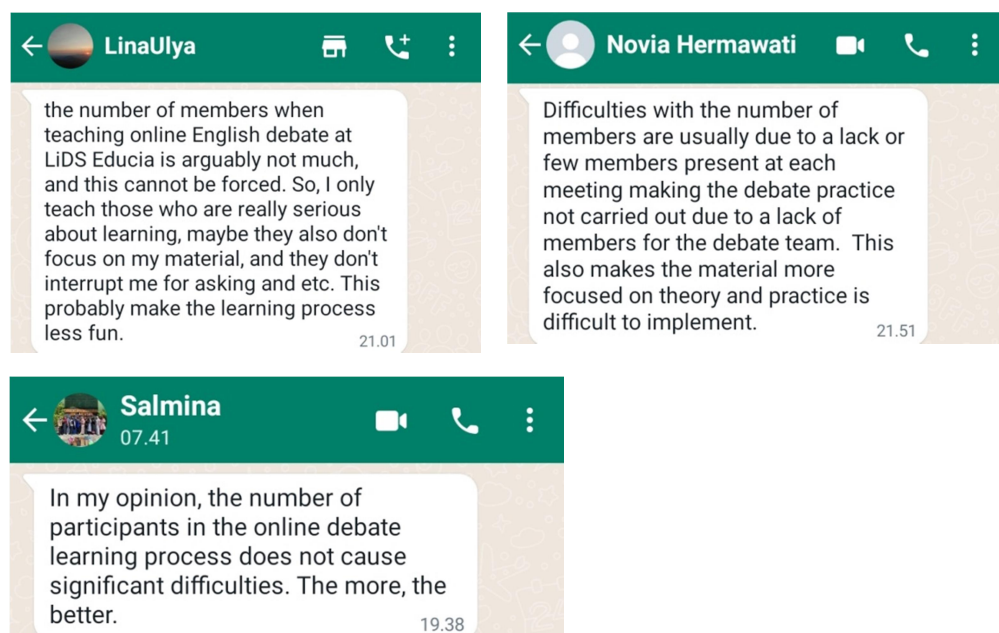 LinaUlya
the number of members when
teaching online English debate at
LiDS Educia is arguably not much,
and this cannot be forced. So, I only
teach those who are really serious
about learning, maybe they also don't
focus on my material, and they don't
interrupt me for asking and etc. This
probably make the learning process
less fun.
21.01
Novia Hermawati
Difficulties with the number of
members are usually due to a lack or
few members present at each
meeting making the debate practice
not carried out due to a lack of
members for the debate team. This
also makes the material more
focused on theory and practice is
difficult to implement.
21.51
Salmina
07.41
In my opinion, the number of
participants in the online debate
learning process does not cause
significant difficulties. The more, the
better.
19.38